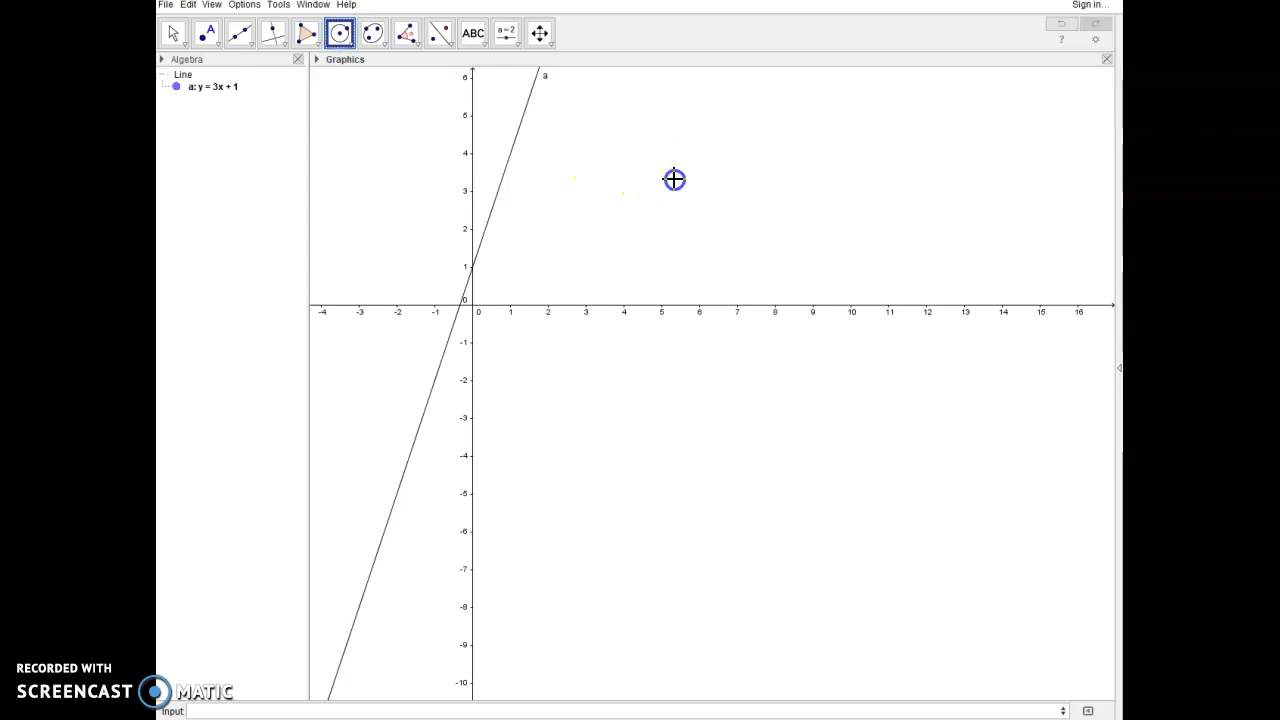 File Edit View Options Tools Window Help Sign in...
A ABC a = 2 ?
Algebra Graphics
Line
a: y = 3x + 1
a
6
5
4
3
2
1
0
-4 -3 -2 -1 0 1 2 3 4 5 6 7 8 9 10 11 12 13 14 15 16
-1
-2
-3
-4
-5
-6
-7
-8
-9
-10
RECORDED WITH
SCREENCAST MATIC
Input: